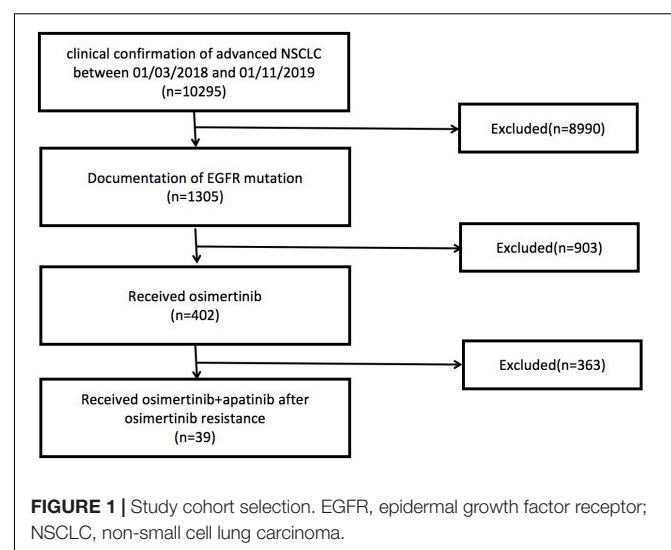 clinical confirmation of advanced NSCLC
between 01/03/2018 and 01/11/2019
(n=10295)
Excluded(n=8990)
Documentation of EGFR mutation
(n=1305)
Excluded(n=903)
Received osimertinib
(n=402)
Excluded(n=363)
Received osimertinib+apatinib after
osimertinib resistance
(n=39)
FIGURE 1 | Study cohort selection. EGFR, epidermal growth factor receptor;
NSCLC, non-small cell lung carcinoma.